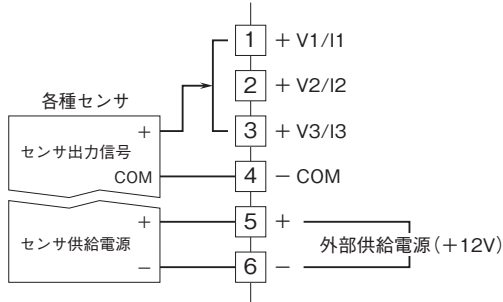 1 + V1/I1
2 + V2/I2
各種センサ
+ 3 + V3/I3
センサ出力信号
COM 4 − COM
+ 5 +
センサ供給電源 外部供給電源(+12V)
− 6 −